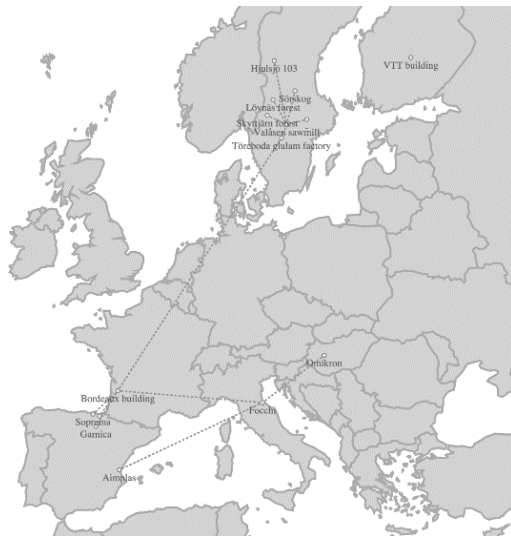 Hjulsjö 103
VTT building
Sörskog
Lövnäs forest
Skyttjärn forest
Valåsen sawmill
Töreboda glulam factory
Omikron
Bordeaux building
Focchi
Soprema
Garnica
Aimplas